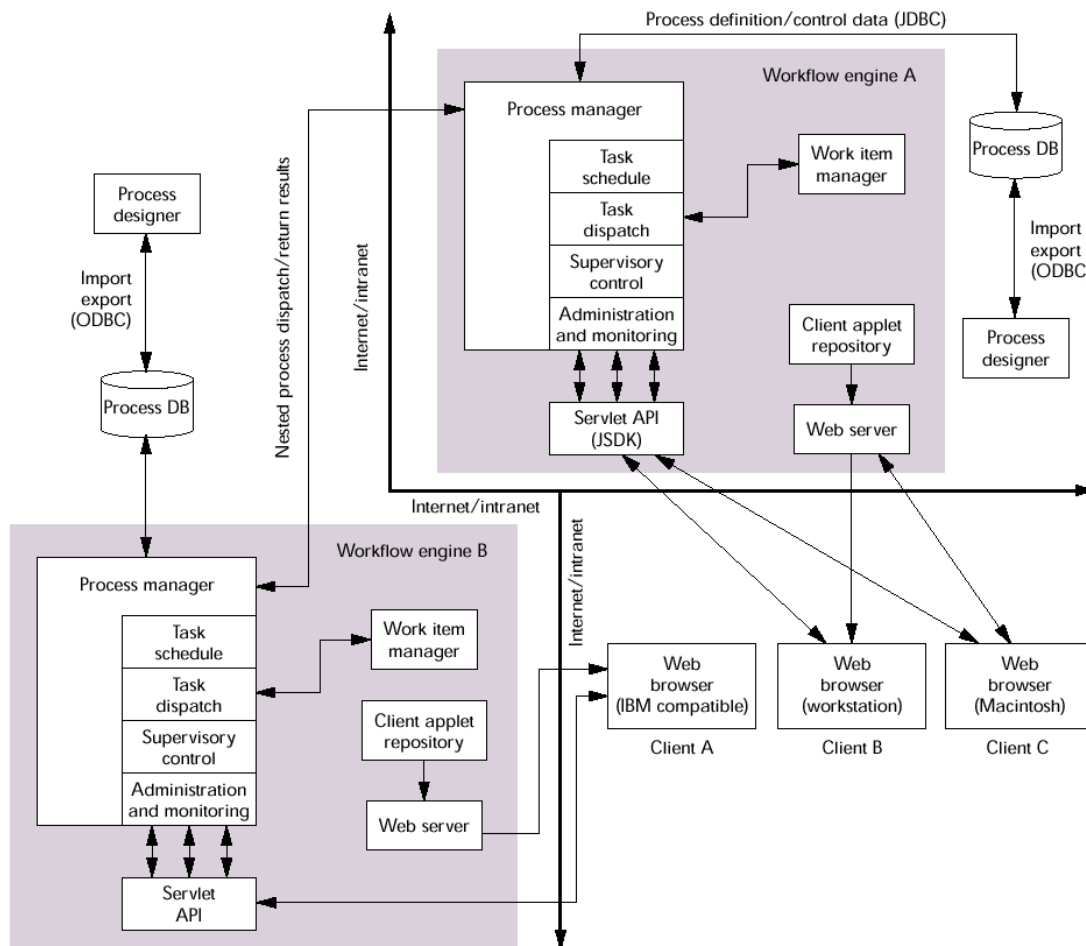 Process definition/control data (JDBC)
Workflow engine A
Process manager
Task
schedule
Task
dispatch
Supervisory
control
Administration
and monitoring
Work item
manager
Client applet
repository
Servlet API
(JSDK)
Web server
Process DB
Import
export
(ODBC
Process
designer
Internet/intranet
Nested process dispatch/return results
Process
designer
Import
export
(ODBC)
Process DB
Internet/intranet
Internet/intranet
Workflow engine B
Process manager
Task
schedule
Task
dispatch
Supervisory
control
Administration
and monitoring
Work item
manager
Client applet
repository
Web server
Servlet
API
Web
browser
(IBM compatible)
Client A
Web
browser
(workstation)
Client B
Web
browser
(Macintosh)
Client C